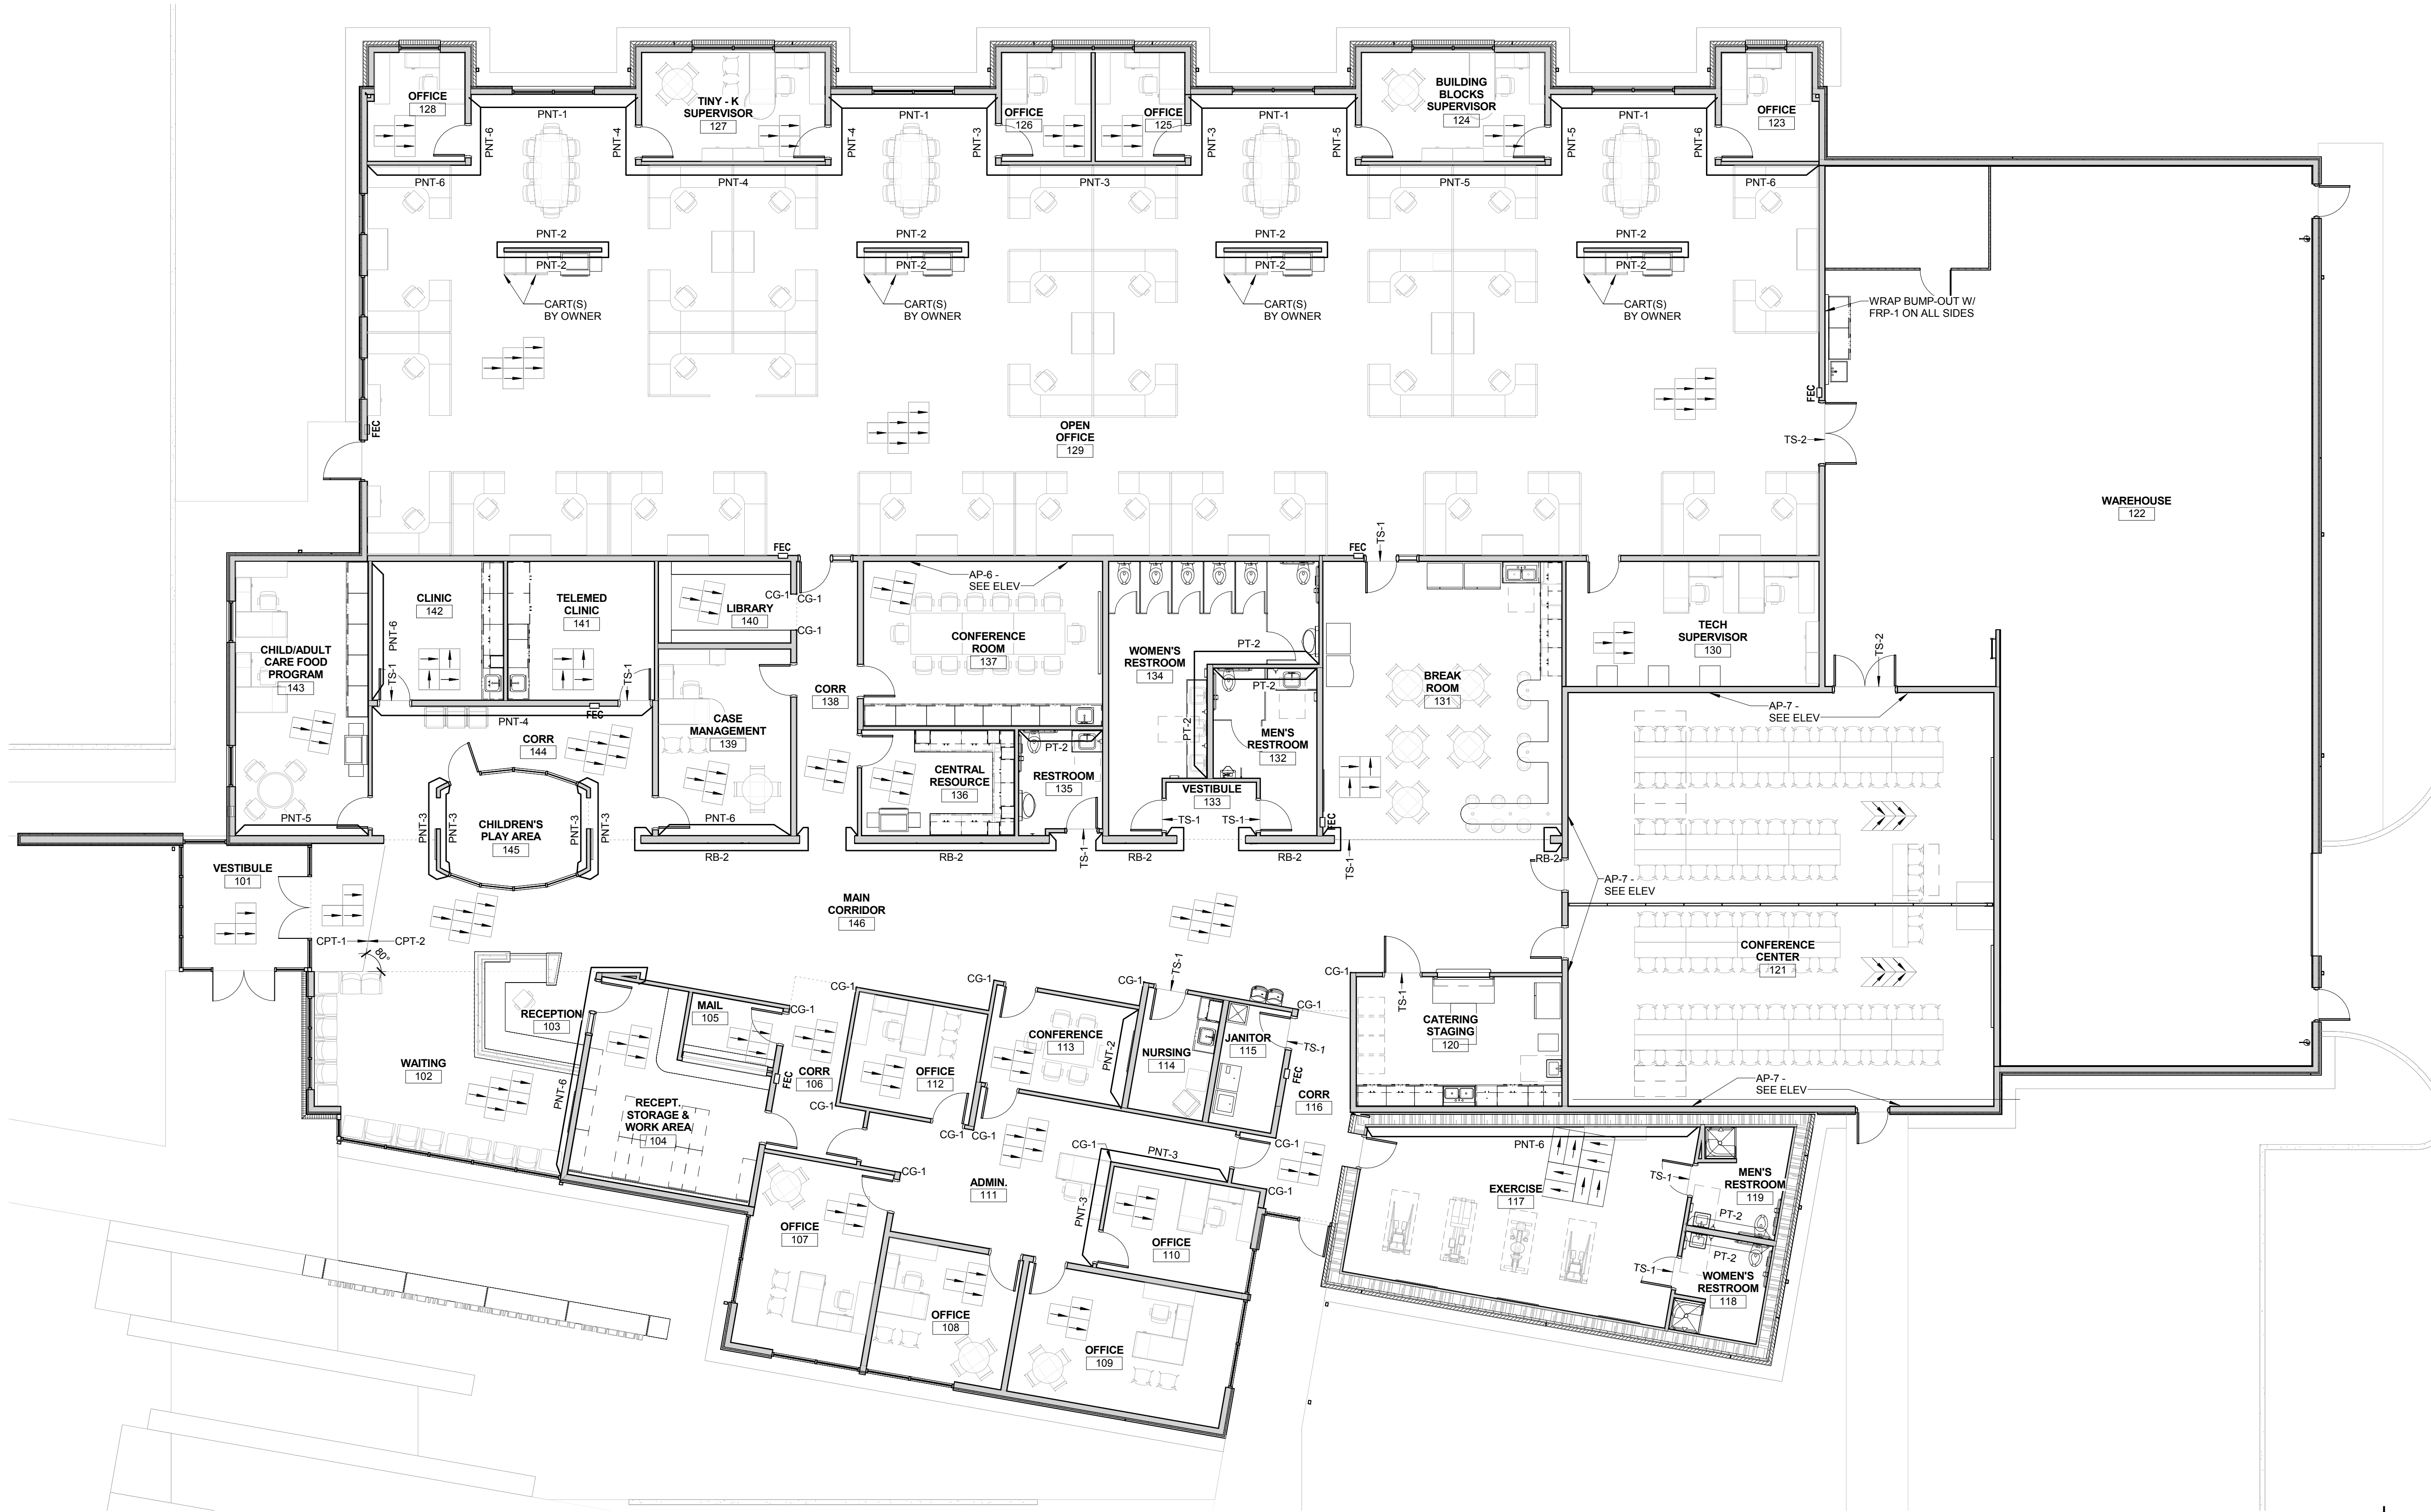 OFFICE
128
TINY - K
SUPERVISOR
127
OFFICE
126
OFFICE
125
BUILDING
BLOCKS
SUPERVISOR
124
OFFICE
123
PNT-1
PNT-1
PNT-1
PNT-1
PNT-6
PNT-4
PNT-4
PNT-3
PNT-3
PNT-5
PNT-5
PNT-6
PNT-6
PNT-4
PNT-3
PNT-5
PNT-6
PNT-2
PNT-2
PNT-2
PNT-2
PNT-2
PNT-2
PNT-2
PNT-2
CART(S)
BY OWNER
CART(S)
BY OWNER
CART(S)
BY OWNER
CART(S)
BY OWNER
WRAP BUMP-OUT W/
FRP-1 ON ALL SIDES
FEC
FEC
OPEN
OFFICE
129
TS-2
WAREHOUSE
122
FEC
FEC
TS-1
CLINIC
142
TELEMED
CLINIC
141
LIBRARY
140
CG-1
CG-1
CG-1
AP-6 -
SEE ELEV
CONFERENCE
ROOM
137
WOMEN'S
RESTROOM
134
PT-2
PT-2
PT-2
MEN'S
RESTROOM
132
BREAK
ROOM
131
TECH
SUPERVISOR
130
TS-2
CHILD/ADULT
CARE FOOD
PROGRAM
143
PNT-6
TS-1
TS-1
FEC
PNT-4
CORR
144
CASE
MANAGEMENT
139
CORR
138
CENTRAL
RESOURCE
136
PT-2
RESTROOM
135
VESTIBULE
133
TS-1
TS-1
FEC
AP-7 -
SEE ELEV
PNT-5
PNT-3
PNT-3
CHILDREN'S
PLAY AREA
145
PNT-3
PNT-3
PNT-6
RB-2
RB-2
TS-1
RB-2
RB-2
TS-1
RB-2
AP-7 -
SEE ELEV
VESTIBULE
101
MAIN
CORRIDOR
146
CPT-1
CPT-2
80°
CONFERENCE
CENTER
121
RECEPTION
103
MAIL
105
CG-1
CG-1
CG-1
CG-1
TS-1
CG-1
CG-1
TS-1
WAITING
102
FEC
CORR
106
OFFICE
112
CONFERENCE
113
PNT-2
NURSING
114
JANITOR
115
TS-1
FEC
CATERING
STAGING
120
AP-7 -
SEE ELEV
PNT-6
RECEPT.
STORAGE &
WORK AREA
104
CG-1
CG-1
CG-1
CORR
116
CG-1
CG-1
PNT-3
CG-1
ADMIN.
111
CG-1
PNT-3
PNT-6
EXERCISE
117
TS-1
MEN'S
RESTROOM
119
PT-2
OFFICE
107
OFFICE
110
PT-2
TS-1
WOMEN'S
RESTROOM
118
OFFICE
108
OFFICE
109